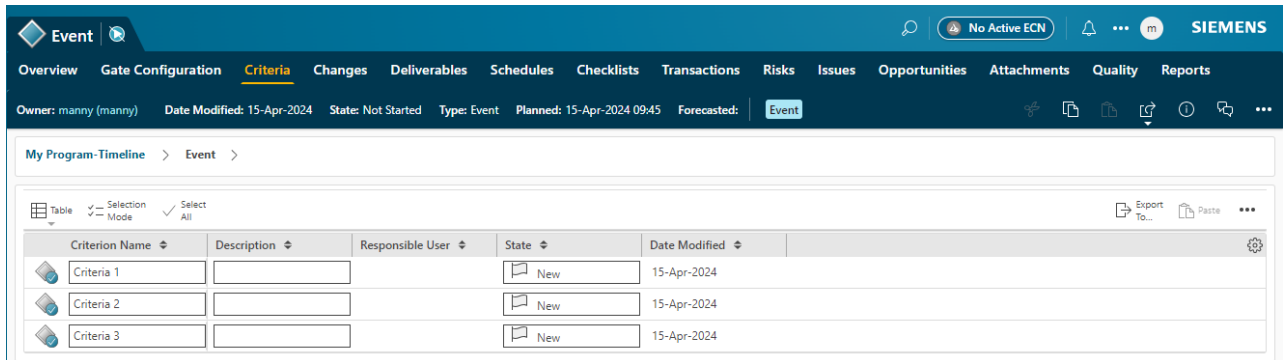 Event No Active ECN m SIEMENS
Overview Gate Configuration Criteria Changes Deliverables Schedules Checklists Transactions Risks Issues Opportunities Attachments Quality Reports
Owner: manny (manny) Date Modified: 15-Apr-2024 State: Not Started Type: Event Planned: 15-Apr-2024 09:45 Forecasted: Event
My Program-Timeline > Event >
Table Selection Mode Select All Export To... Paste
Criterion Name Description Responsible User State Date Modified
Criteria 1 New 15-Apr-2024
Criteria 2 New 15-Apr-2024
Criteria 3 New 15-Apr-2024